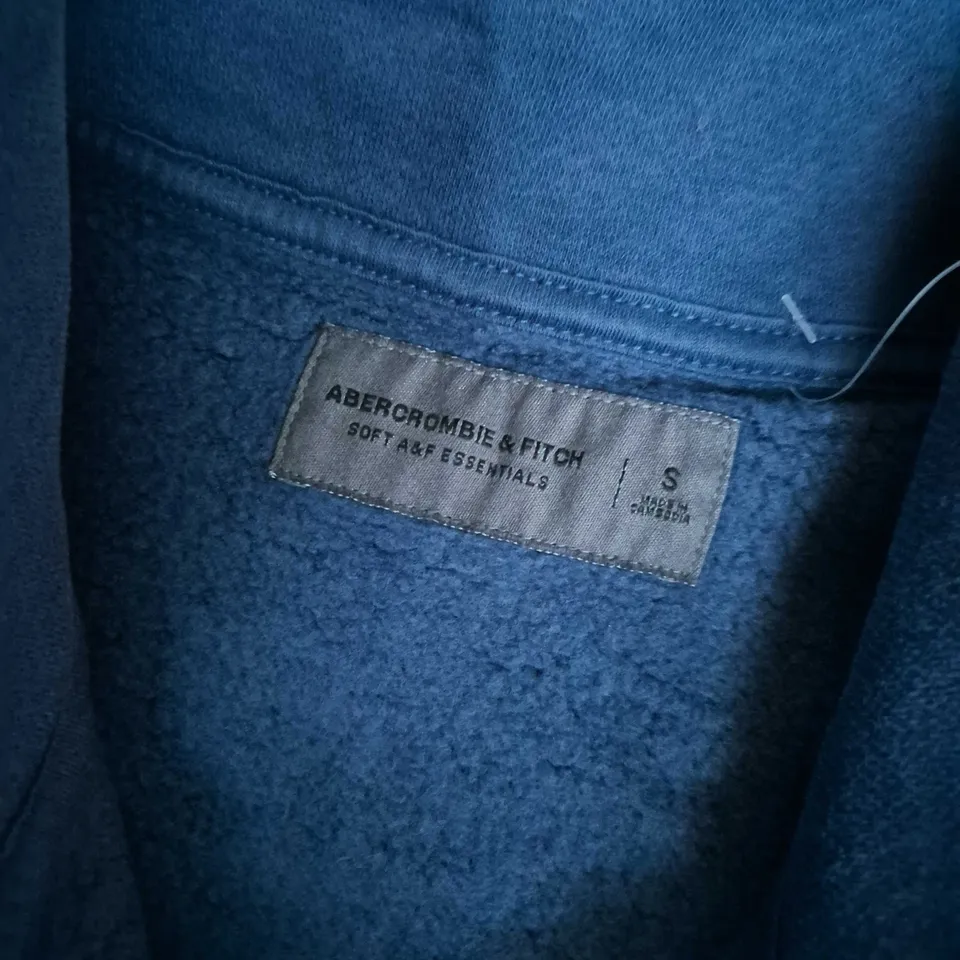 ABERCROMBIE & FITCH
SOFT A&F ESSENTIALS
S
MADE IN
CAMBODIA